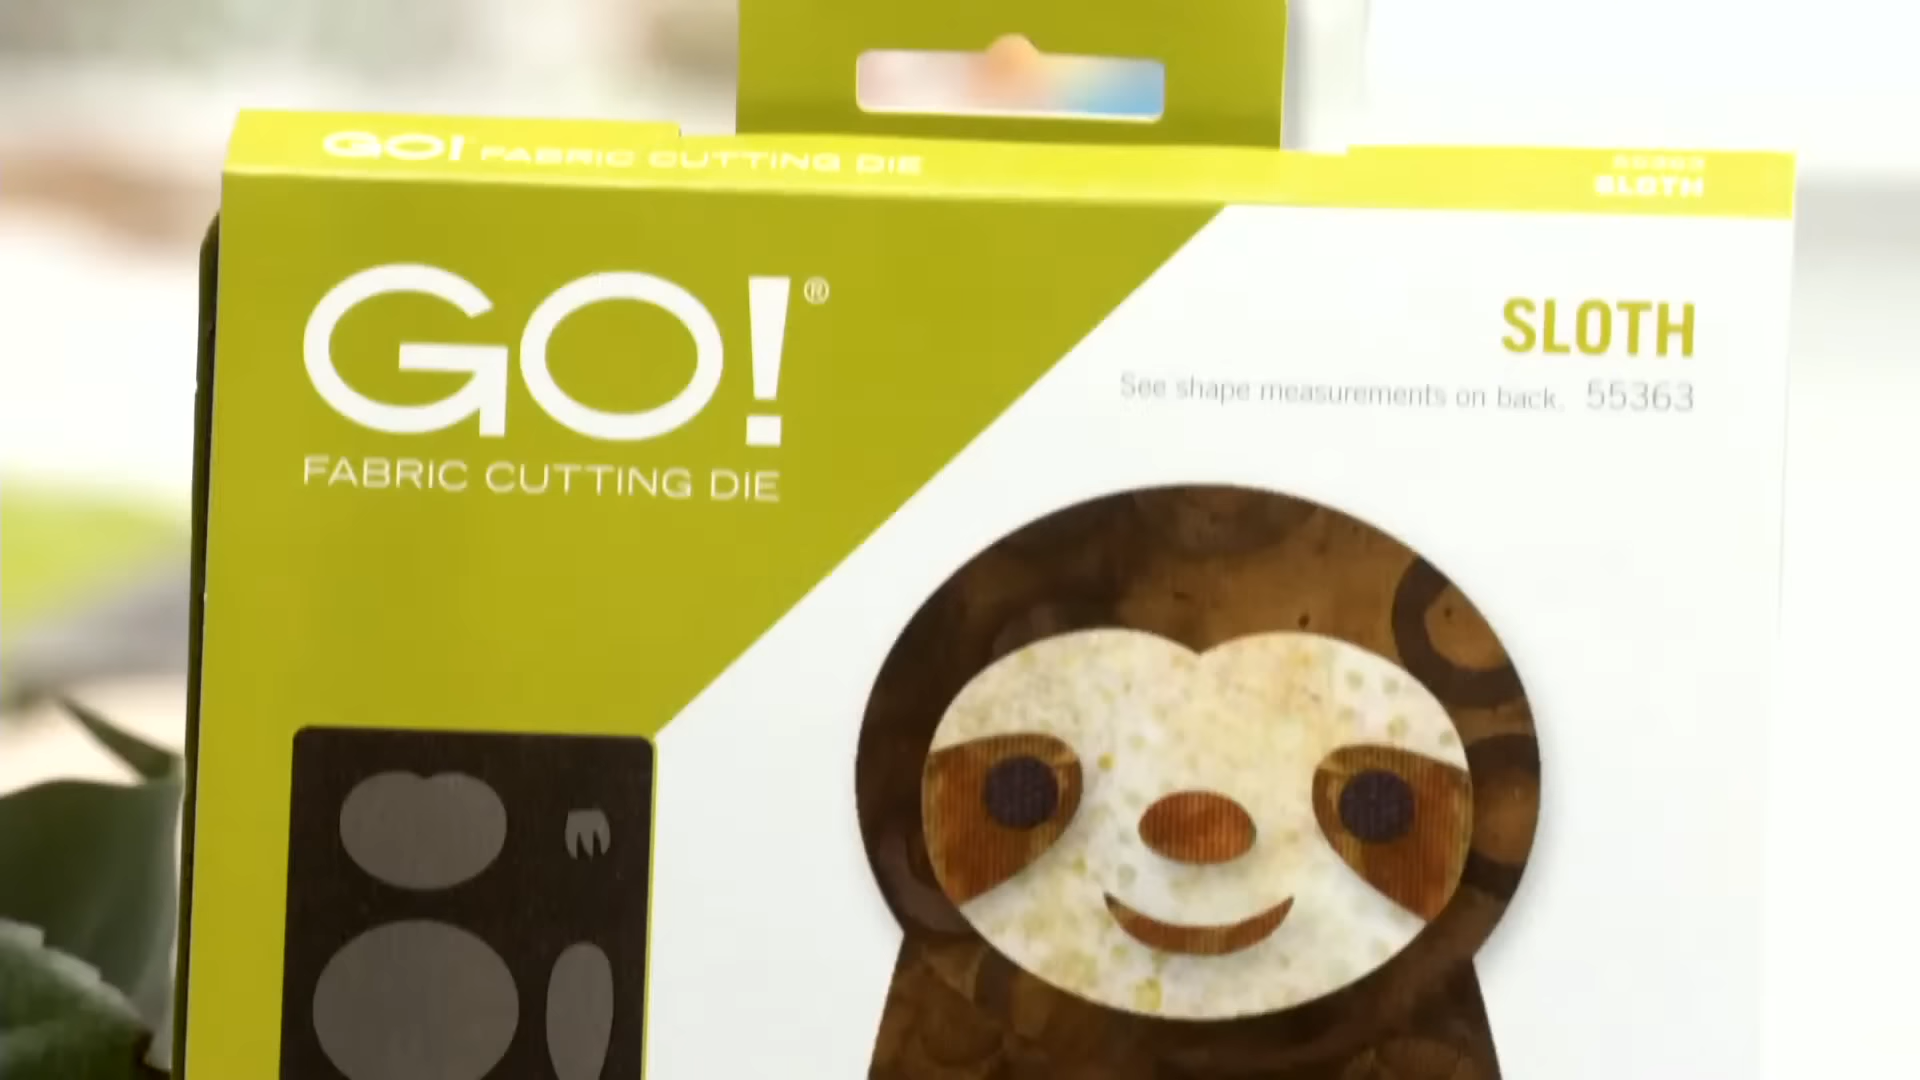 GO! FABRIC CUTTING DIE
55363
SLOTH
GO!®
FABRIC CUTTING DIE
SLOTH
See shape measurements on back. 55363